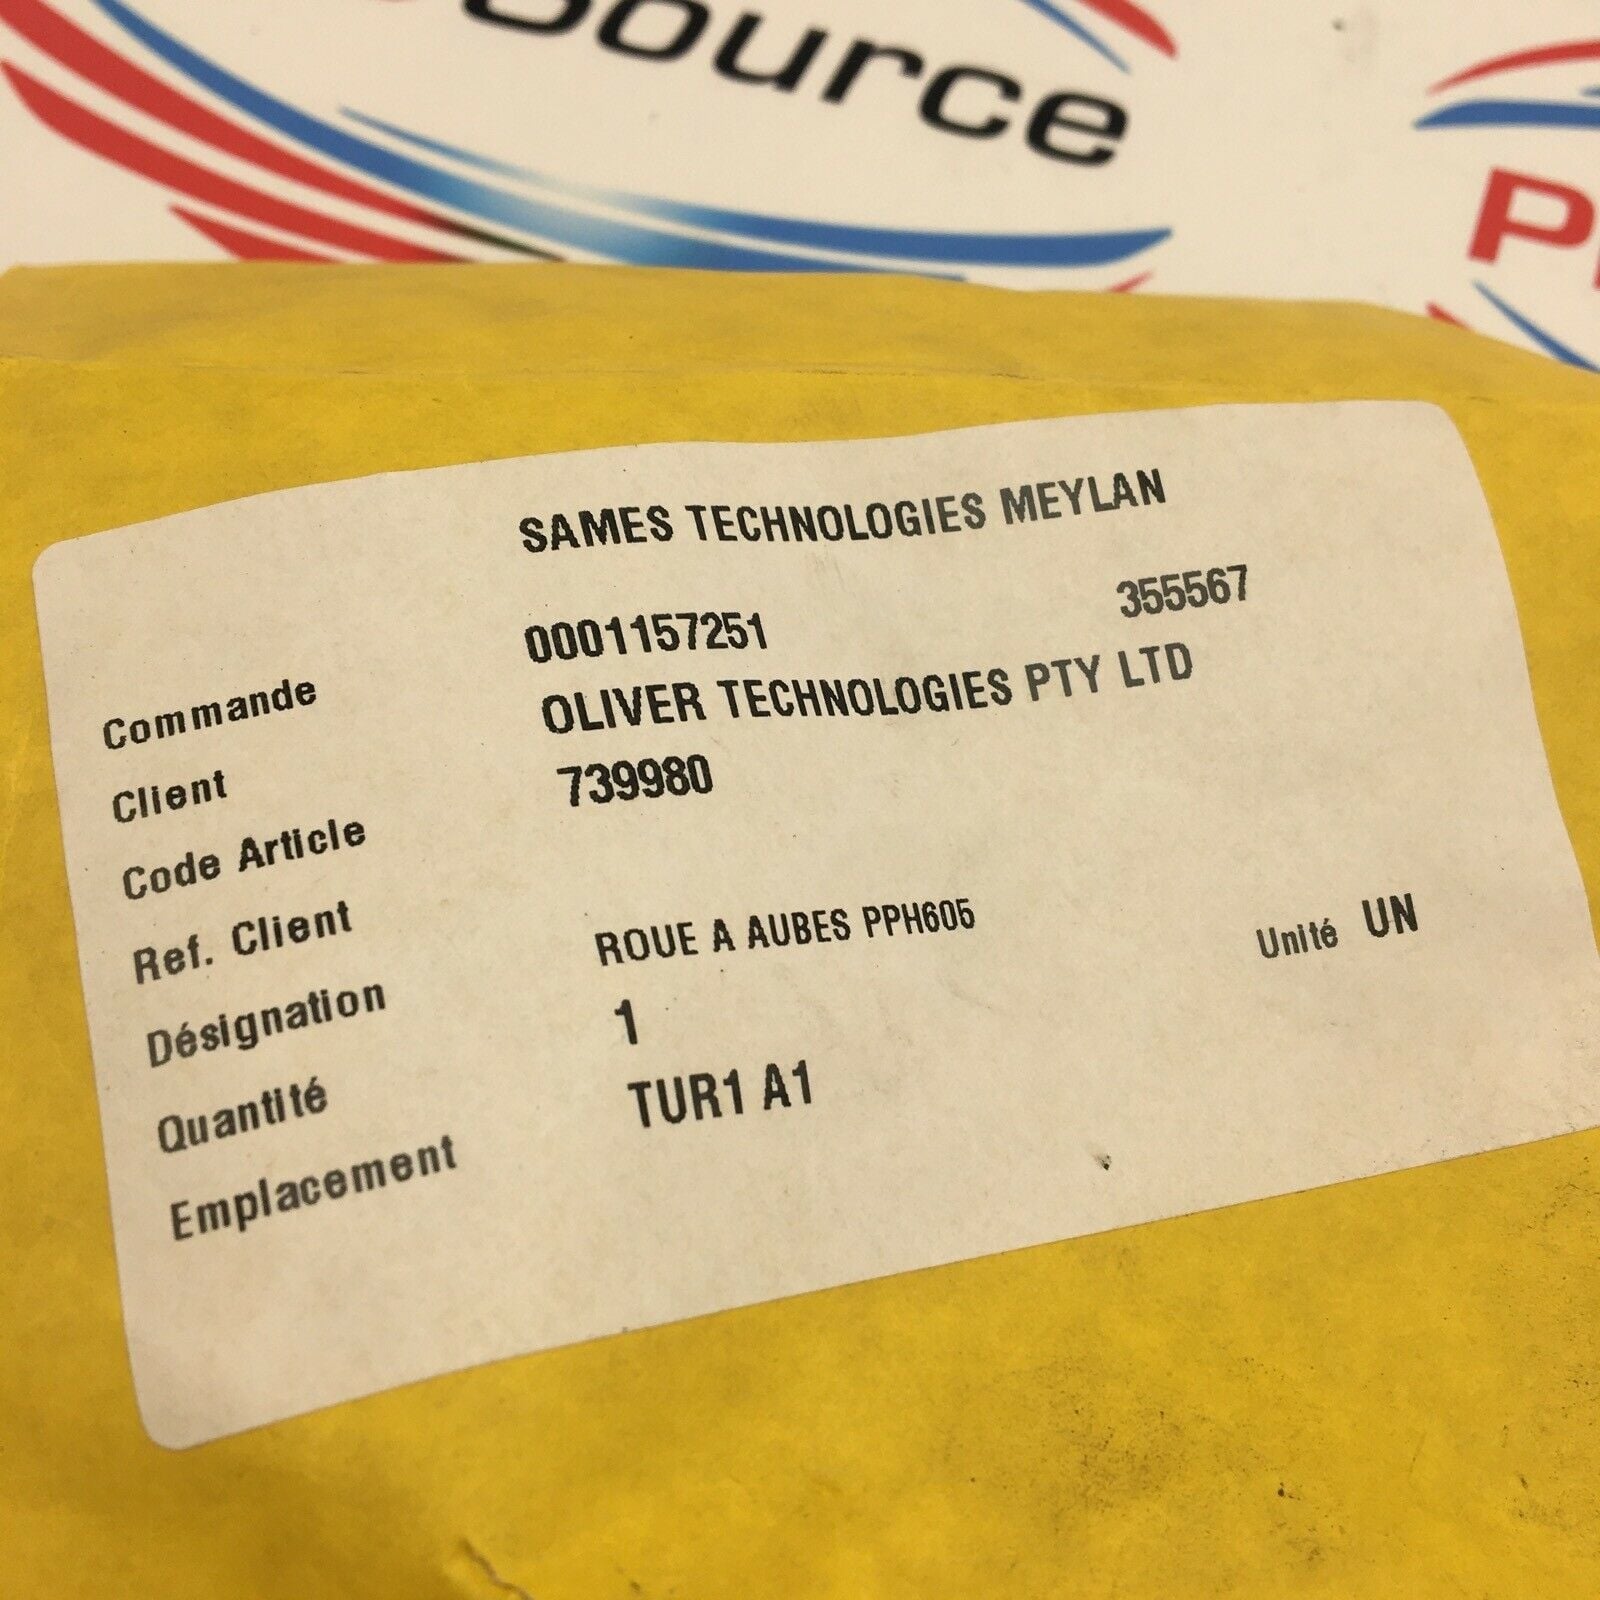 Source
P
SAMES TECHNOLOGIES MEYLAN
Commande 0001157251 355567
Client OLIVER TECHNOLOGIES PTY LTD
Code Article 739980
Ref. Client
Désignation ROUE A AUBES PPH605 Unité UN
Quantité 1
Emplacement TUR1 A1